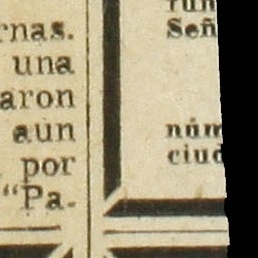 rnas.
una
aron
aun
por
"Pa-
Señ
núm
ciud